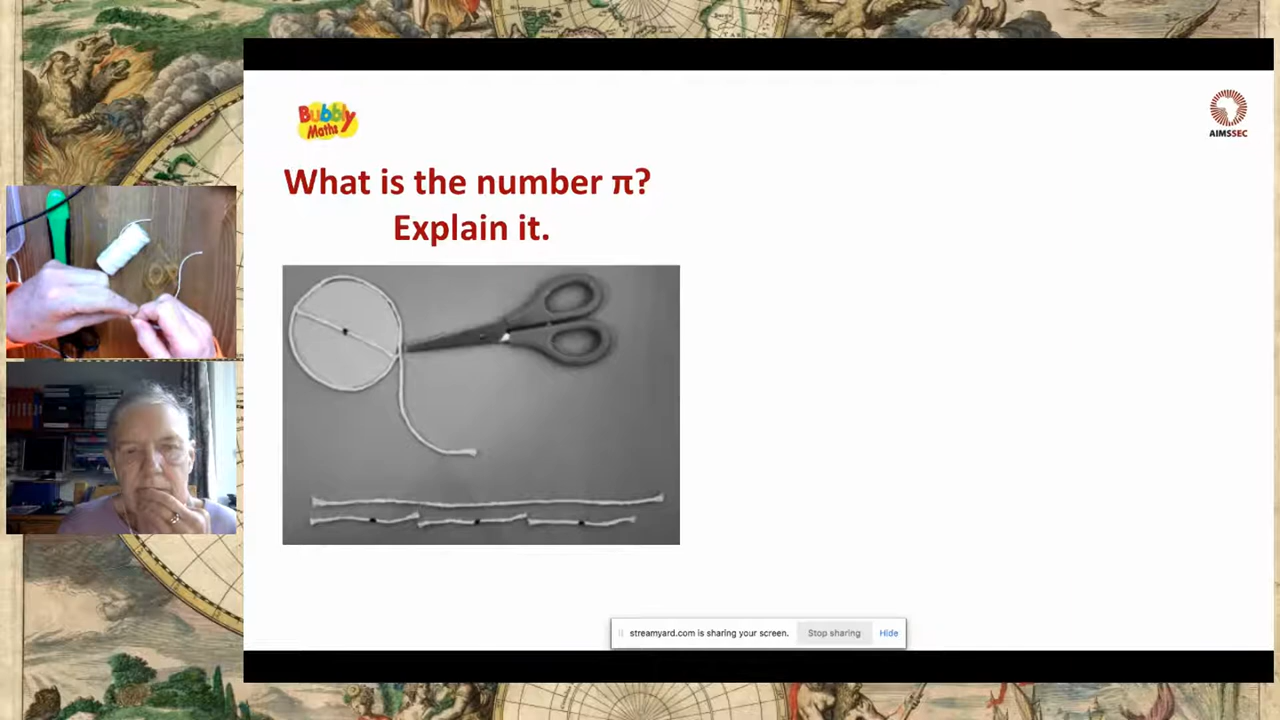 Bubbly
Maths
AIMSSEC
What is the number π?
Explain it.
streamyard.com is sharing your screen.
Stop sharing
Hide